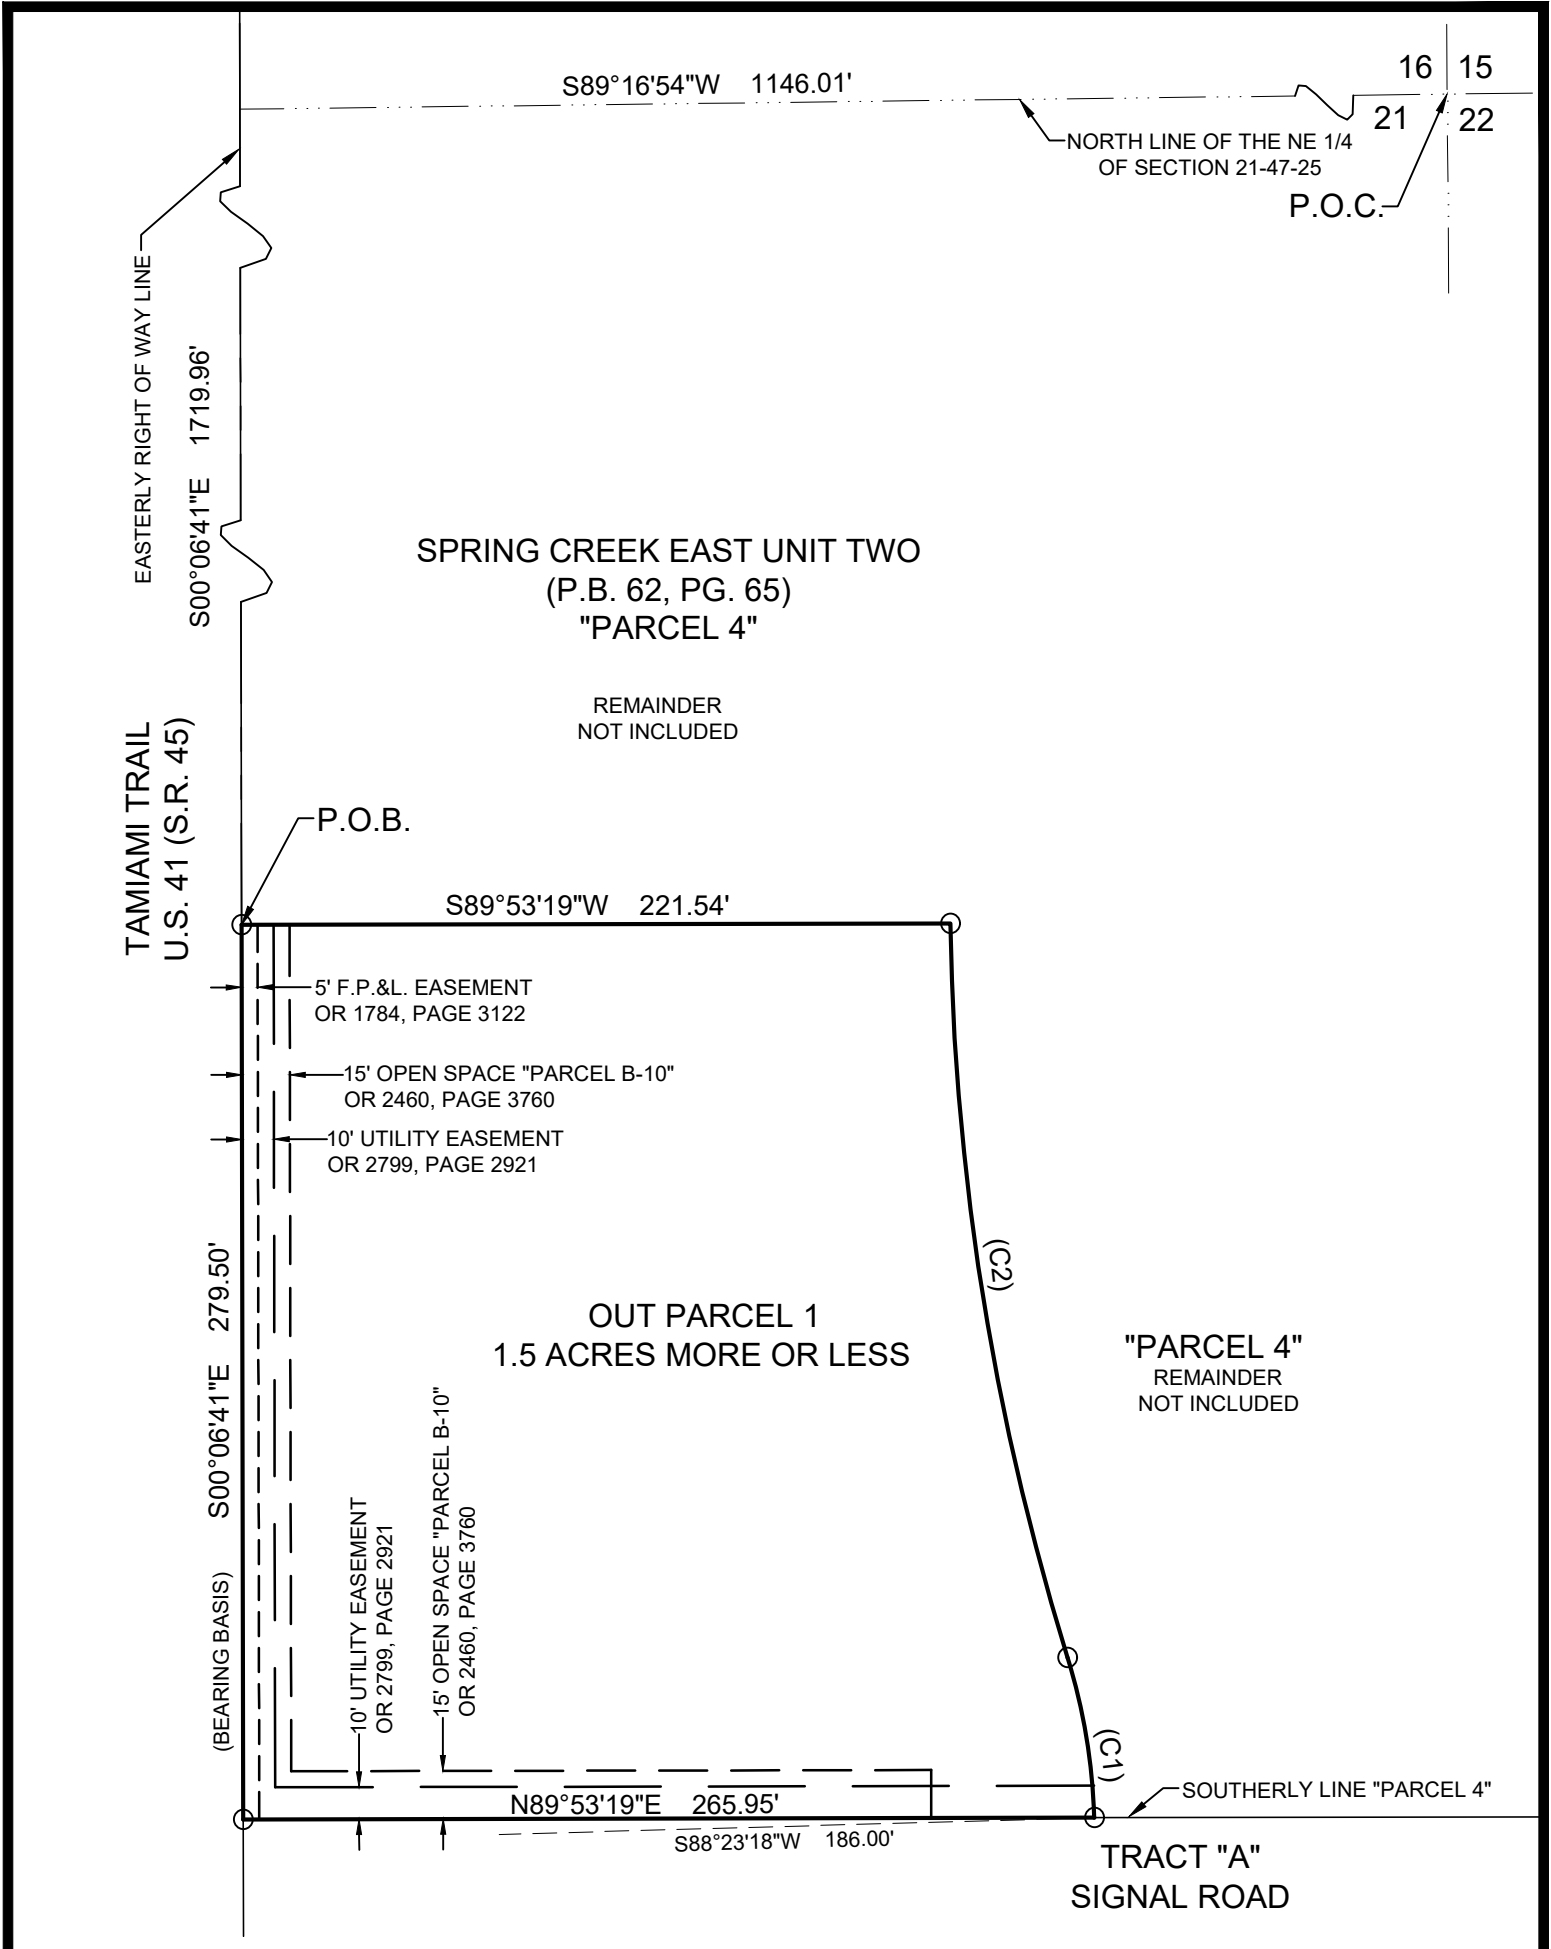 S89°16'54"W 1146.01'
16 15
21 22
NORTH LINE OF THE NE 1/4
OF SECTION 21-47-25
P.O.C.
EASTERLY RIGHT OF WAY LINE
S00°06'41"E 1719.96'
SPRING CREEK EAST UNIT TWO
(P.B. 62, PG. 65)
"PARCEL 4"
REMAINDER
NOT INCLUDED
TAMIAMI TRAIL
U.S. 41 (S.R. 45)
P.O.B.
S89°53'19"W 221.54'
5' F.P.&L. EASEMENT
OR 1784, PAGE 3122
15' OPEN SPACE "PARCEL B-10"
OR 2460, PAGE 3760
10' UTILITY EASEMENT
OR 2799, PAGE 2921
(C2)
S00°06'41"E 279.50'
(BEARING BASIS)
OUT PARCEL 1
1.5 ACRES MORE OR LESS
"PARCEL 4"
REMAINDER
NOT INCLUDED
10' UTILITY EASEMENT
OR 2799, PAGE 2921
15' OPEN SPACE "PARCEL B-10"
OR 2460, PAGE 3760
(C1)
SOUTHERLY LINE "PARCEL 4"
N89°53'19"E 265.95'
S88°23'18"W 186.00'
TRACT "A"
SIGNAL ROAD